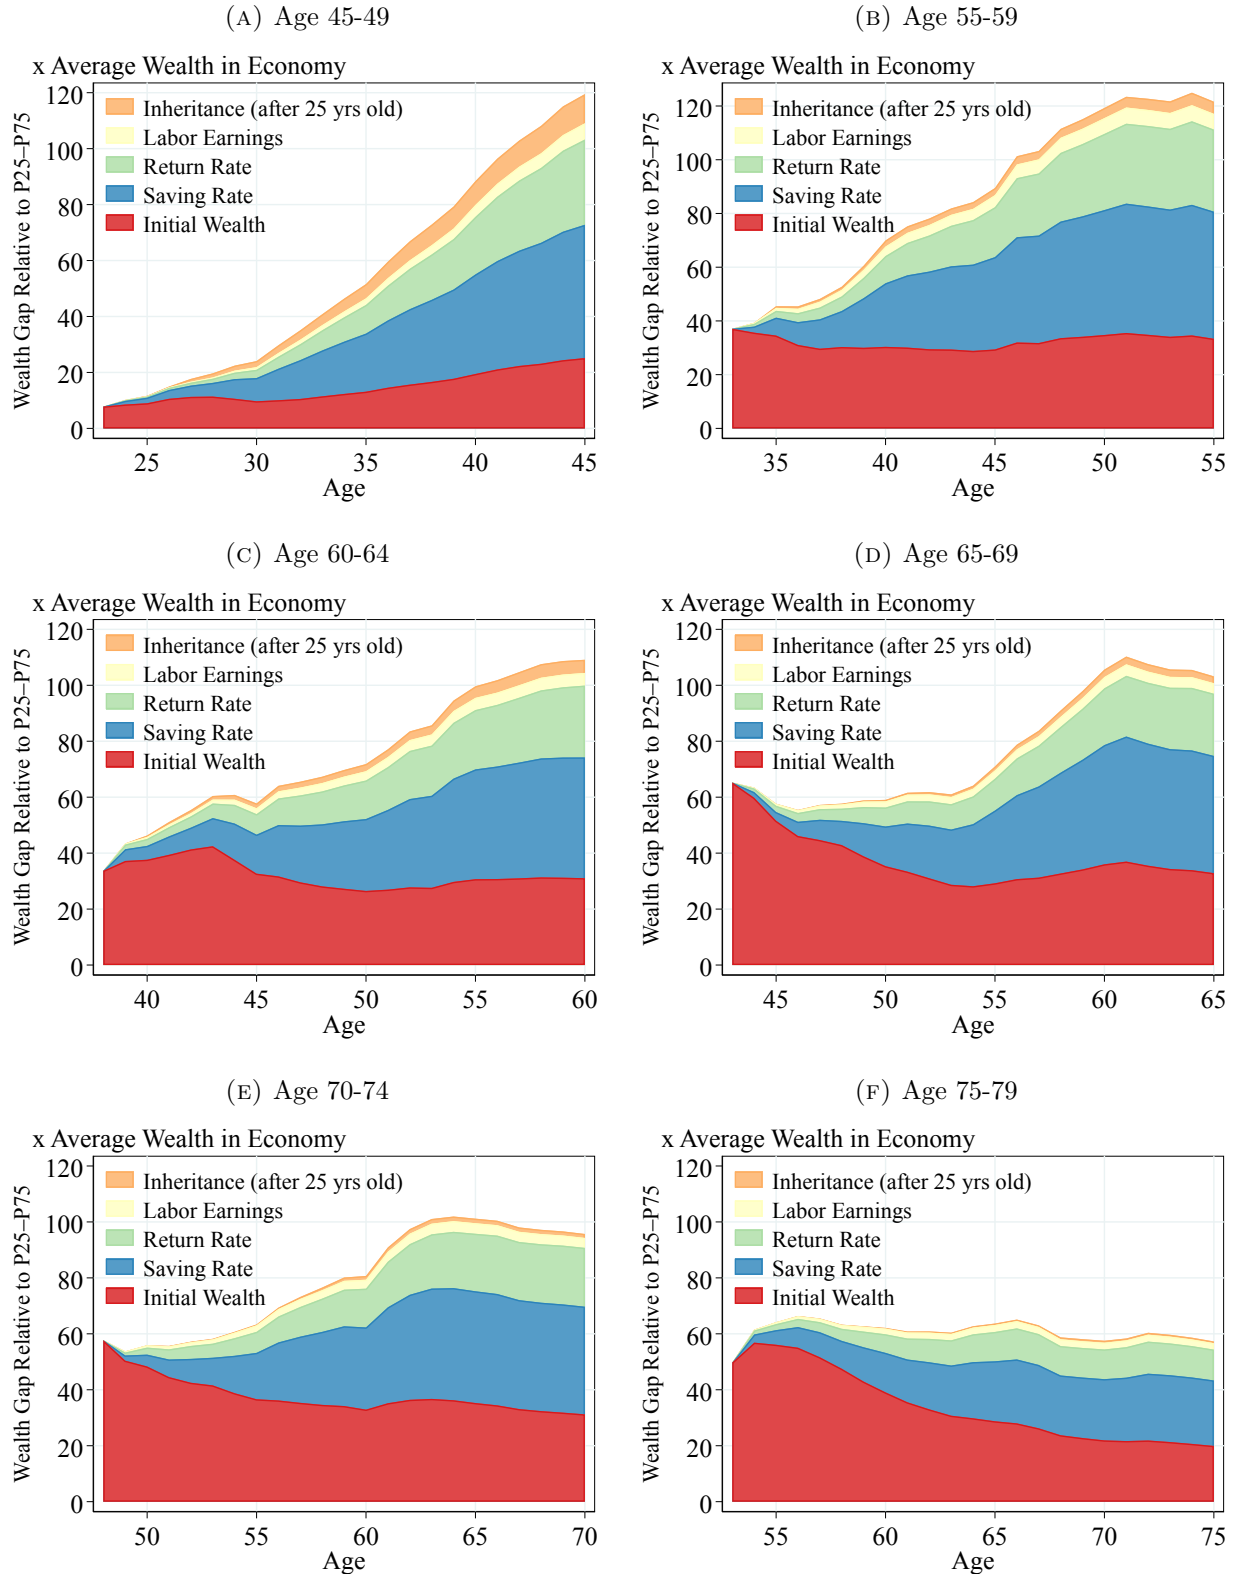 (A) Age 45-49
x Average Wealth in Economy
Wealth Gap Relative to P25–P75
120
100
80
60
40
20
0
Inheritance (after 25 yrs old)
Labor Earnings
Return Rate
Saving Rate
Initial Wealth
25 30 35 40 45
Age
(B) Age 55-59
x Average Wealth in Economy
Wealth Gap Relative to P25–P75
120
100
80
60
40
20
0
Inheritance (after 25 yrs old)
Labor Earnings
Return Rate
Saving Rate
Initial Wealth
35 40 45 50 55
Age
(C) Age 60-64
x Average Wealth in Economy
Wealth Gap Relative to P25–P75
120
100
80
60
40
20
0
Inheritance (after 25 yrs old)
Labor Earnings
Return Rate
Saving Rate
Initial Wealth
40 45 50 55 60
Age
(D) Age 65-69
x Average Wealth in Economy
Wealth Gap Relative to P25–P75
120
100
80
60
40
20
0
Inheritance (after 25 yrs old)
Labor Earnings
Return Rate
Saving Rate
Initial Wealth
45 50 55 60 65
Age
(E) Age 70-74
x Average Wealth in Economy
Wealth Gap Relative to P25–P75
120
100
80
60
40
20
0
Inheritance (after 25 yrs old)
Labor Earnings
Return Rate
Saving Rate
Initial Wealth
50 55 60 65 70
Age
(F) Age 75-79
x Average Wealth in Economy
Wealth Gap Relative to P25–P75
120
100
80
60
40
20
0
Inheritance (after 25 yrs old)
Labor Earnings
Return Rate
Saving Rate
Initial Wealth
55 60 65 70 75
Age